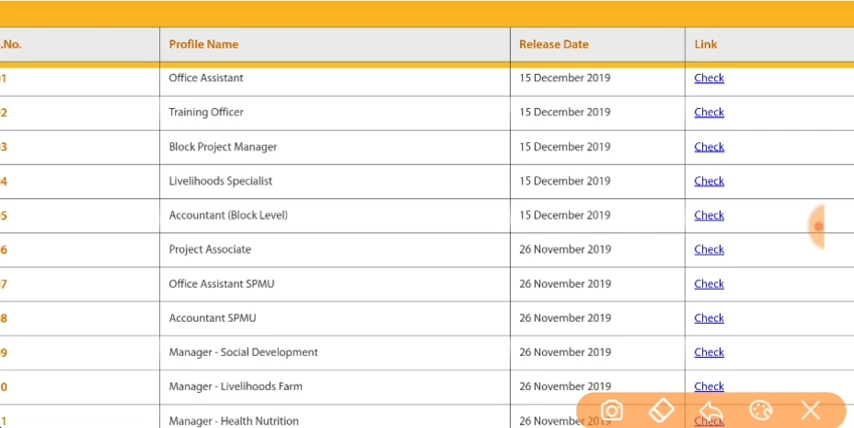 .No. Profile Name Release Date Link
1 Office Assistant 15 December 2019 Check
2 Training Officer 15 December 2019 Check
3 Block Project Manager 15 December 2019 Check
4 Livelihoods Specialist 15 December 2019 Check
5 Accountant (Block Level) 15 December 2019 Check
6 Project Associate 26 November 2019 Check
7 Office Assistant SPMU 26 November 2019 Check
8 Accountant SPMU 26 November 2019 Check
9 Manager - Social Development 26 November 2019 Check
0 Manager - Livelihoods Farm 26 November 2019 Check
1 Manager - Health Nutrition 26 November 2019 Check